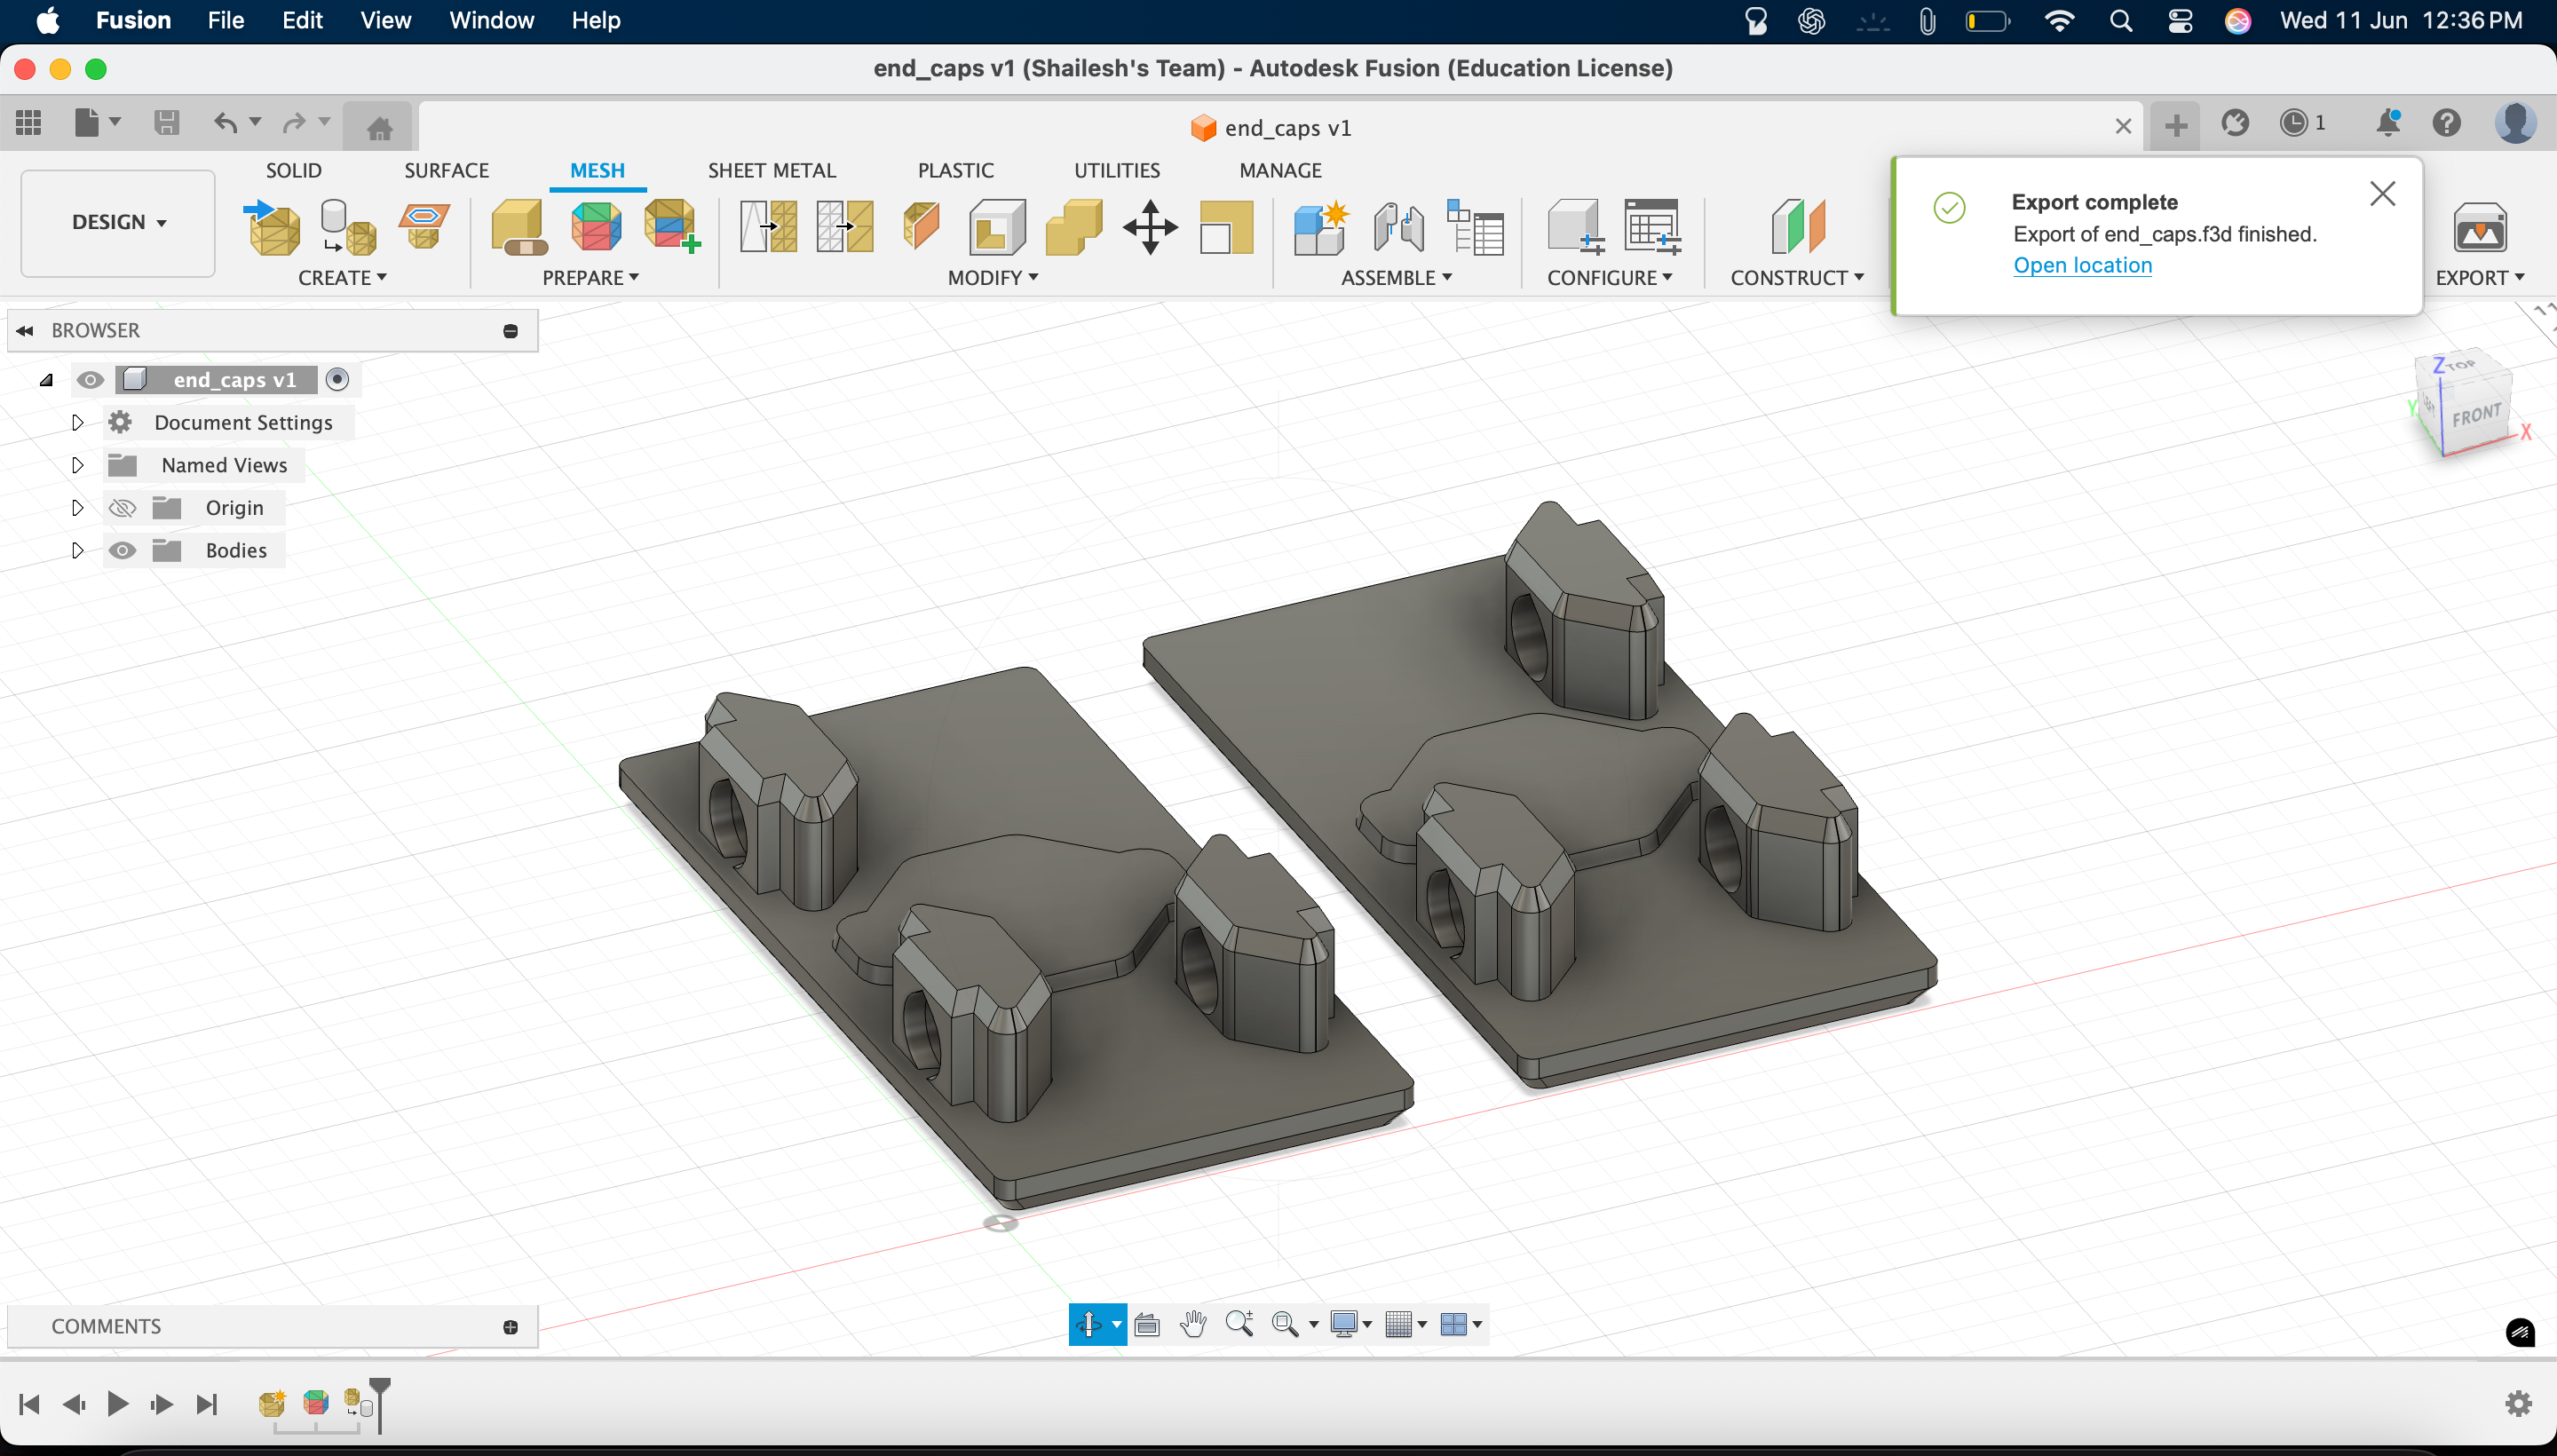 Fusion File Edit View Window Help Wed 11 Jun 12:36 PM
end_caps v1 (Shailesh's Team) - Autodesk Fusion (Education License)
end_caps v1
1
SOLID SURFACE MESH SHEET METAL PLASTIC UTILITIES MANAGE
DESIGN
CREATE PREPARE MODIFY ASSEMBLE CONFIGURE CONSTRUCT EXPORT
Export complete
Export of end_caps.f3d finished.
Open location
BROWSER
end_caps v1
Document Settings
Named Views
Origin
Bodies
Z TOP
Y LEFT FRONT X
COMMENTS